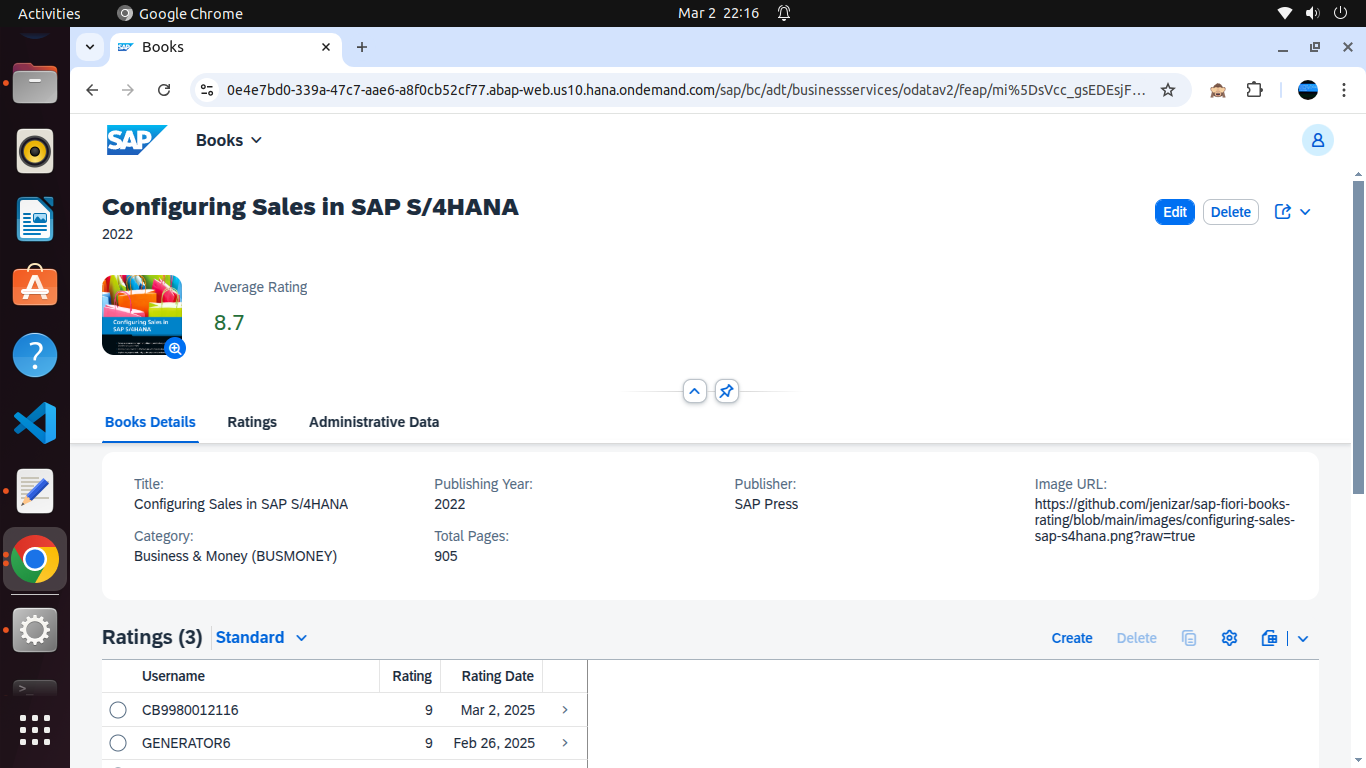 Activities
Google Chrome
Mar 2 22:16
Books
0e4e7bd0-339a-47c7-aae6-a8f0cb52cf77.abap-web.us10.hana.ondemand.com/sap/bc/adt/businessservices/odatav2/feap/mi%5DsVcc_gsEDEsjF...
SAP
Books
Configuring Sales in SAP S/4HANA
2022
Edit
Delete
Configuring Sales in
SAP S/4HANA
Average Rating
8.7
Books Details
Ratings
Administrative Data
Title:
Configuring Sales in SAP S/4HANA
Category:
Business & Money (BUSMONEY)
Publishing Year:
2022
Total Pages:
905
Publisher:
SAP Press
Image URL:
https://github.com/jenizar/sap-fiori-books-
rating/blob/main/images/configuring-sales-
sap-s4hana.png?raw=true
Ratings (3)
Standard
Create
Delete
Username Rating Rating Date
CB9980012116 9 Mar 2, 2025
GENERATOR6 9 Feb 26, 2025